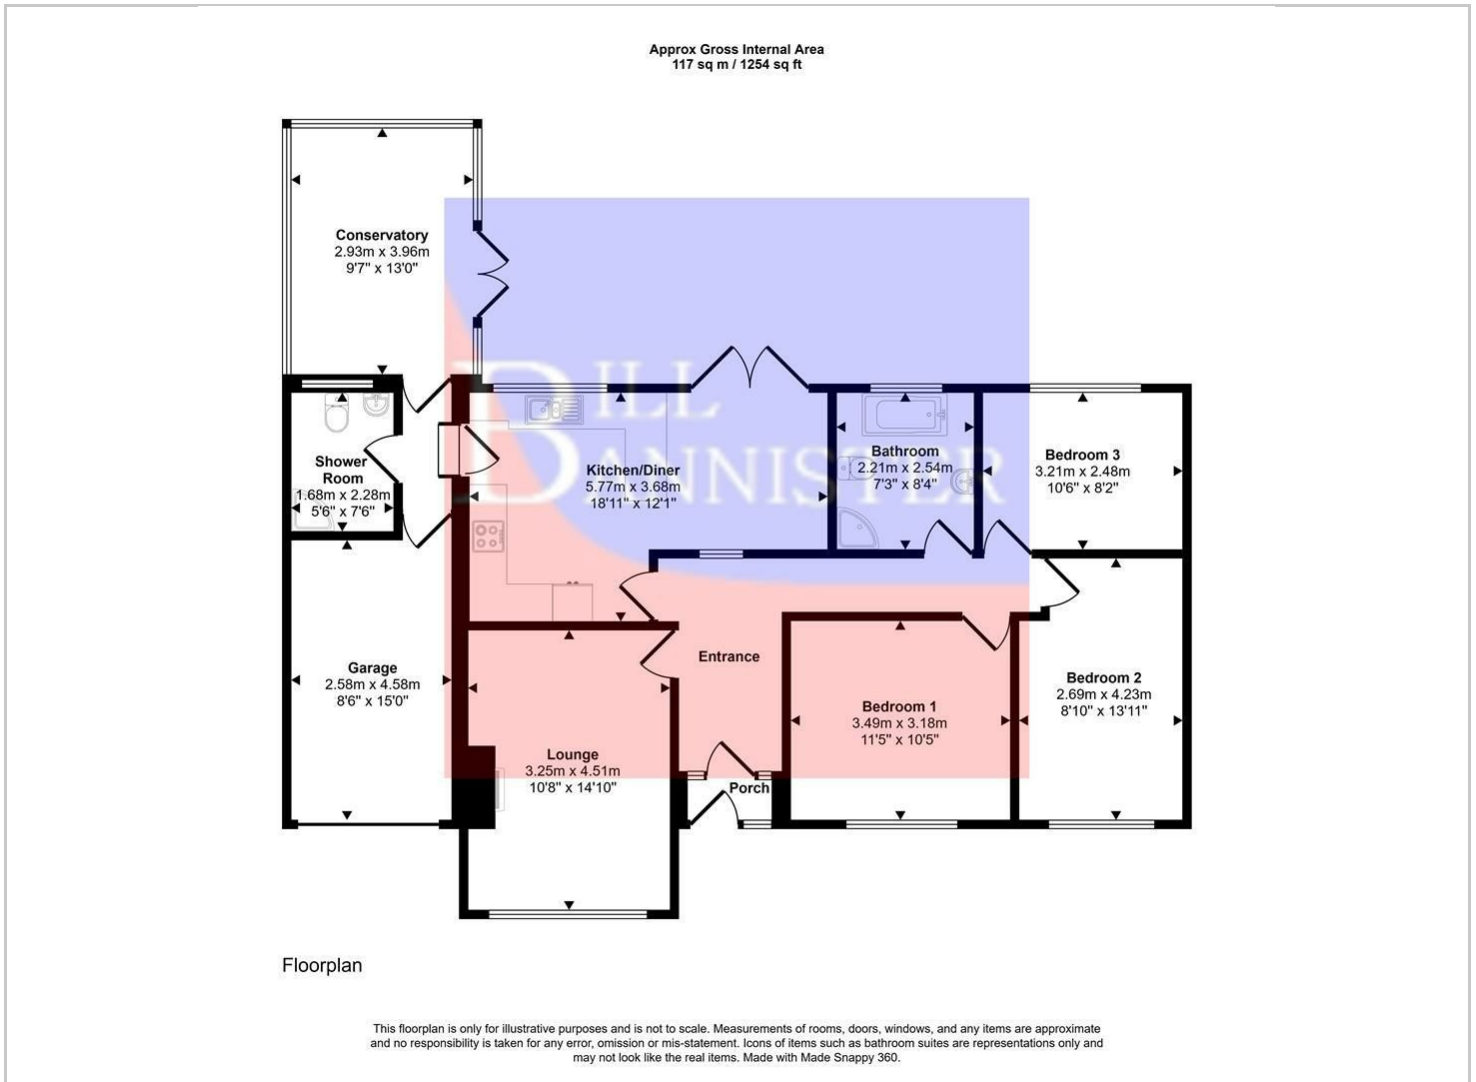 Approx Gross Internal Area
117 sq m / 1254 sq ft
Conservatory
2.93m x 3.96m
9'7" x 13'0"
BILL
BANNISTER
Shower
Room
1.68m x 2.28m
5'6" x 7'6"
Kitchen/Diner
5.77m x 3.68m
18'11" x 12'1"
Bathroom
2.21m x 2.54m
7'3" x 8'4"
Bedroom 3
3.21m x 2.48m
10'6" x 8'2"
Garage
2.58m x 4.58m
8'6" x 15'0"
Entrance
Bedroom 1
3.49m x 3.18m
11'5" x 10'5"
Bedroom 2
2.69m x 4.23m
8'10" x 13'11"
Lounge
3.25m x 4.51m
10'8" x 14'10"
Porch
Floorplan
This floorplan is only for illustrative purposes and is not to scale. Measurements of rooms, doors, windows, and any items are approximate
and no responsibility is taken for any error, omission or mis-statement. Icons of items such as bathroom suites are representations only and
may not look like the real items. Made with Made Snappy 360.